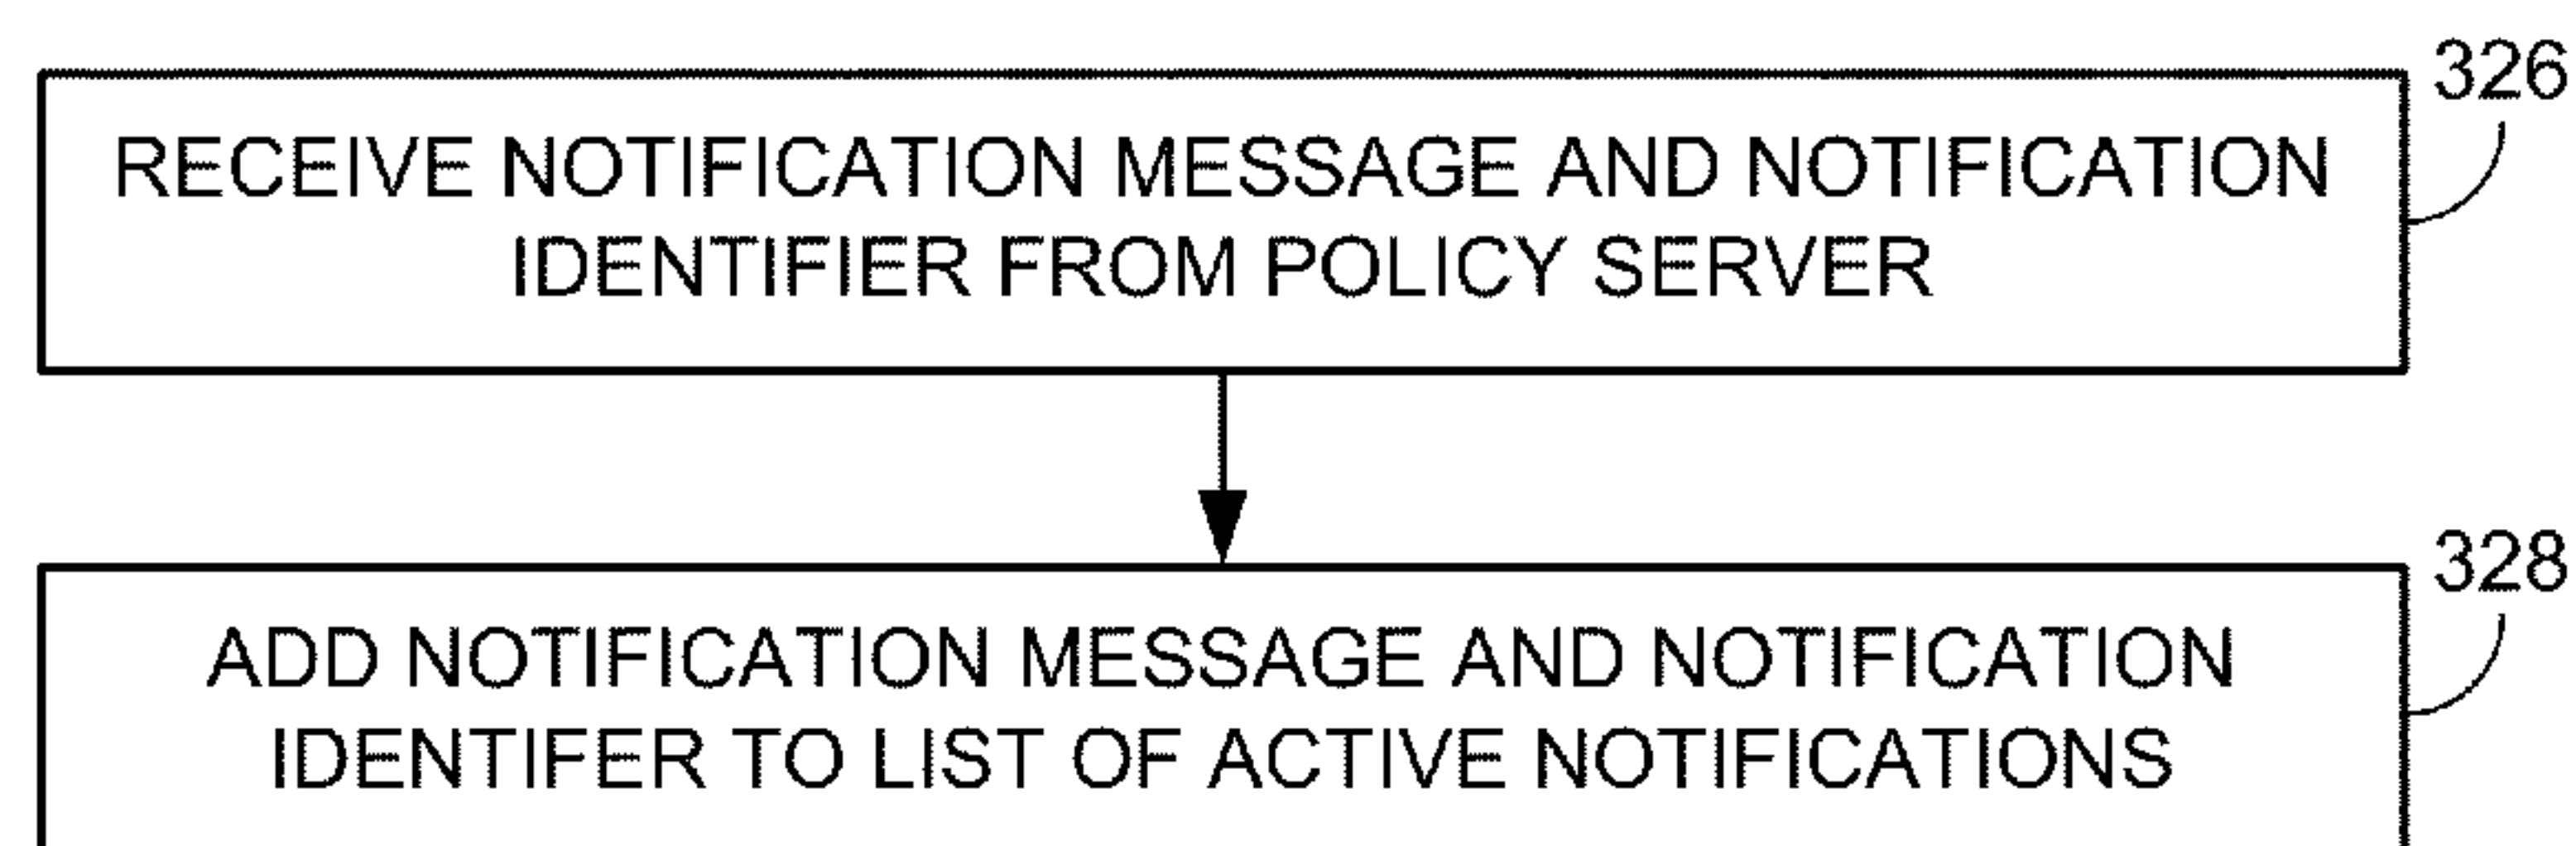 326
RECEIVE NOTIFICATION MESSAGE AND NOTIFICATION
IDENTIFIER FROM POLICY SERVER
328
ADD NOTIFICATION MESSAGE AND NOTIFICATION
IDENTIFER TO LIST OF ACTIVE NOTIFICATIONS